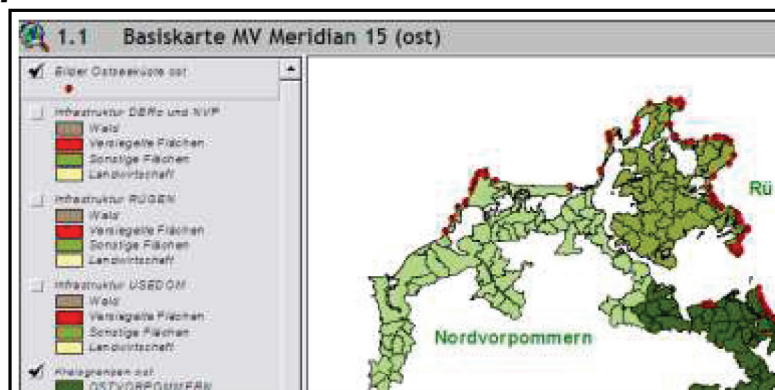 1.1 Basiskarte MV Meridian 15 (ost)
Bilder Ostseeküste ost
Infrastruktur DBRs und NVP
Wald
Versiegelte Flächen
Sonstige Flächen
Landwirtschaft
Infrastruktur RÜGEN
Wald
Versiegelte Flächen
Sonstige Flächen
Landwirtschaft
Infrastruktur USEDOM
Wald
Versiegelte Flächen
Sonstige Flächen
Landwirtschaft
Kreisgrenzen ost
OSTVORPOMMERN
Rü
Nordvorpommern